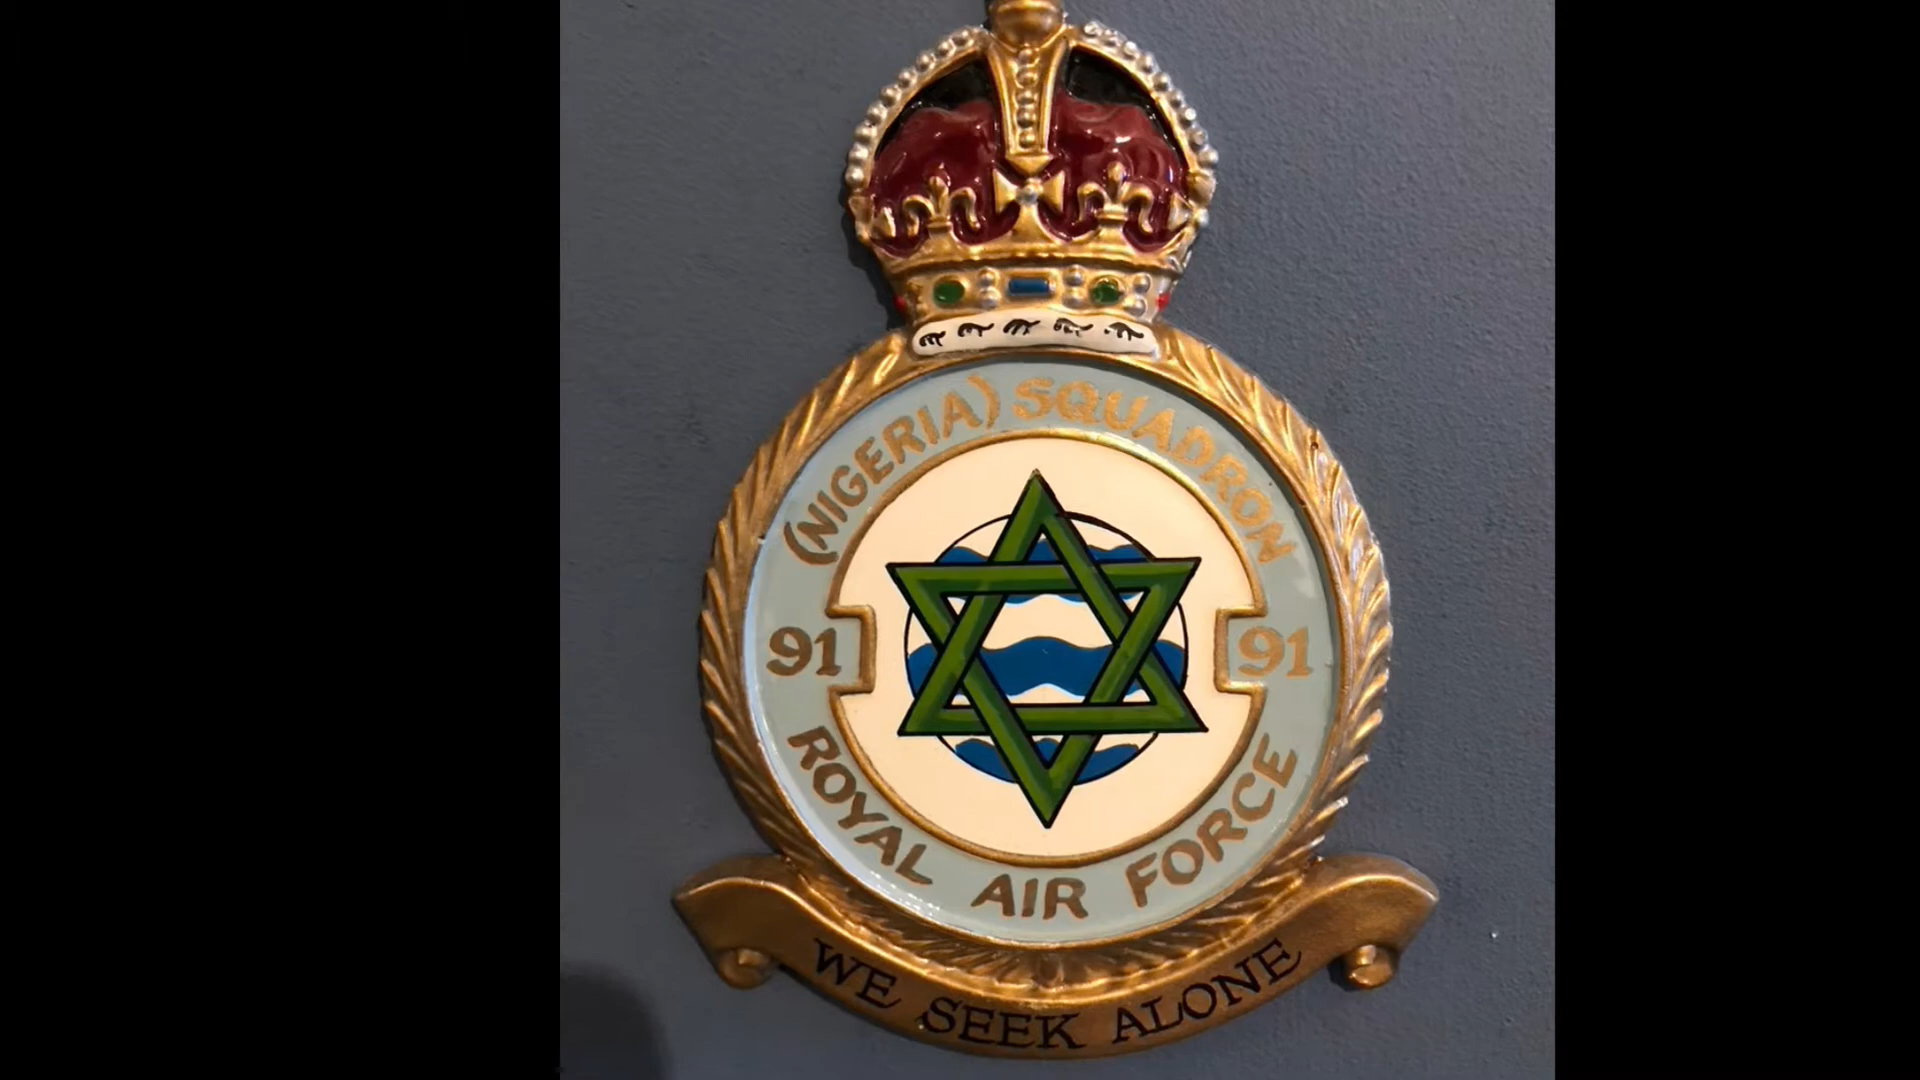 (NIGERIA) SQUADRON
91 91
ROYAL AIR FORCE
WE SEEK ALONE